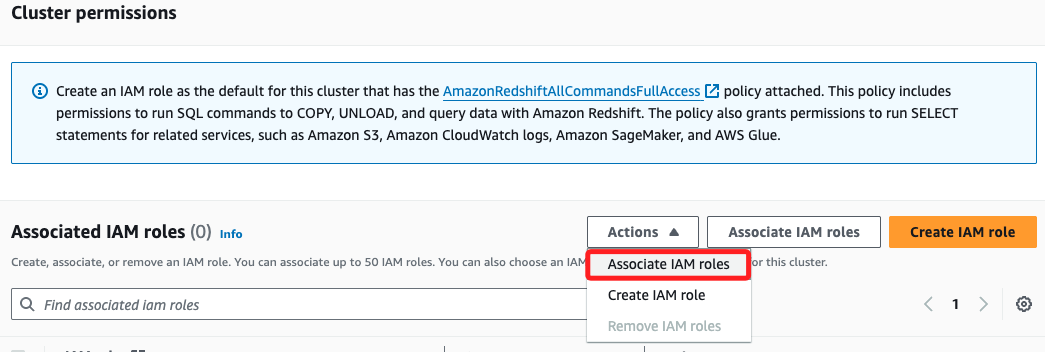 Cluster permissions
Create an IAM role as the default for this cluster that has the AmazonRedshiftAllCommandsFullAccess policy attached. This policy includes
permissions to run SQL commands to COPY, UNLOAD, and query data with Amazon Redshift. The policy also grants permissions to run SELECT
statements for related services, such as Amazon S3, Amazon CloudWatch logs, Amazon SageMaker, and AWS Glue.
Associated IAM roles (0) Info
Actions
Associate IAM roles
Create IAM role
Create, associate, or remove an IAM role. You can associate up to 50 IAM roles. You can also choose an IAM
or this cluster.
Associate IAM roles
Create IAM role
Remove IAM roles
Find associated iam roles
1